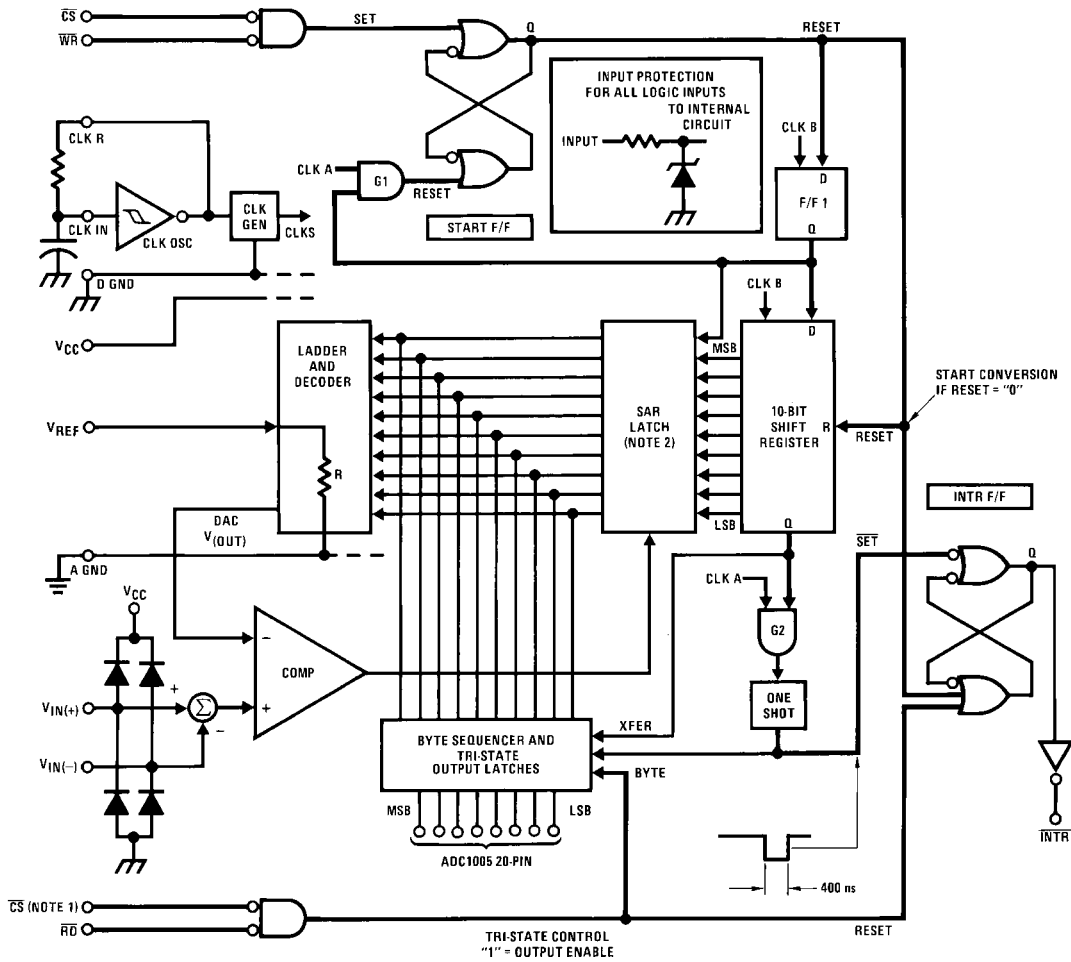 CS
WR
SET
Q
RESET
INPUT PROTECTION
FOR ALL LOGIC INPUTS
TO INTERNAL
CIRCUIT
INPUT
CLK R
CLK IN
CLK OSC
CLK
GEN
CLKS
CLK A
G1
RESET
START F/F
CLK B
D
F/F 1
Q
D GND
VCC
VREF
LADDER
AND
DECODER
R
DAC
V(OUT)
A GND
SAR
LATCH
(NOTE 2)
MSB
LSB
CLK B
D
10-BIT
SHIFT
REGISTER
R
Q
RESET
START CONVERSION
IF RESET = "0"
INTR F/F
SET
Q
CLK A
G2
ONE
SHOT
VCC
VIN(+)
VIN(−)
+
−
Σ
−
+
COMP
XFER
BYTE
BYTE SEQUENCER AND
TRI-STATE
OUTPUT LATCHES
MSB
LSB
ADC1005 20-PIN
400 ns
INTR
CS (NOTE 1)
RD
TRI-STATE CONTROL
"1" = OUTPUT ENABLE
RESET